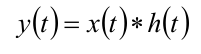 y(t) = x(t) * h(t)